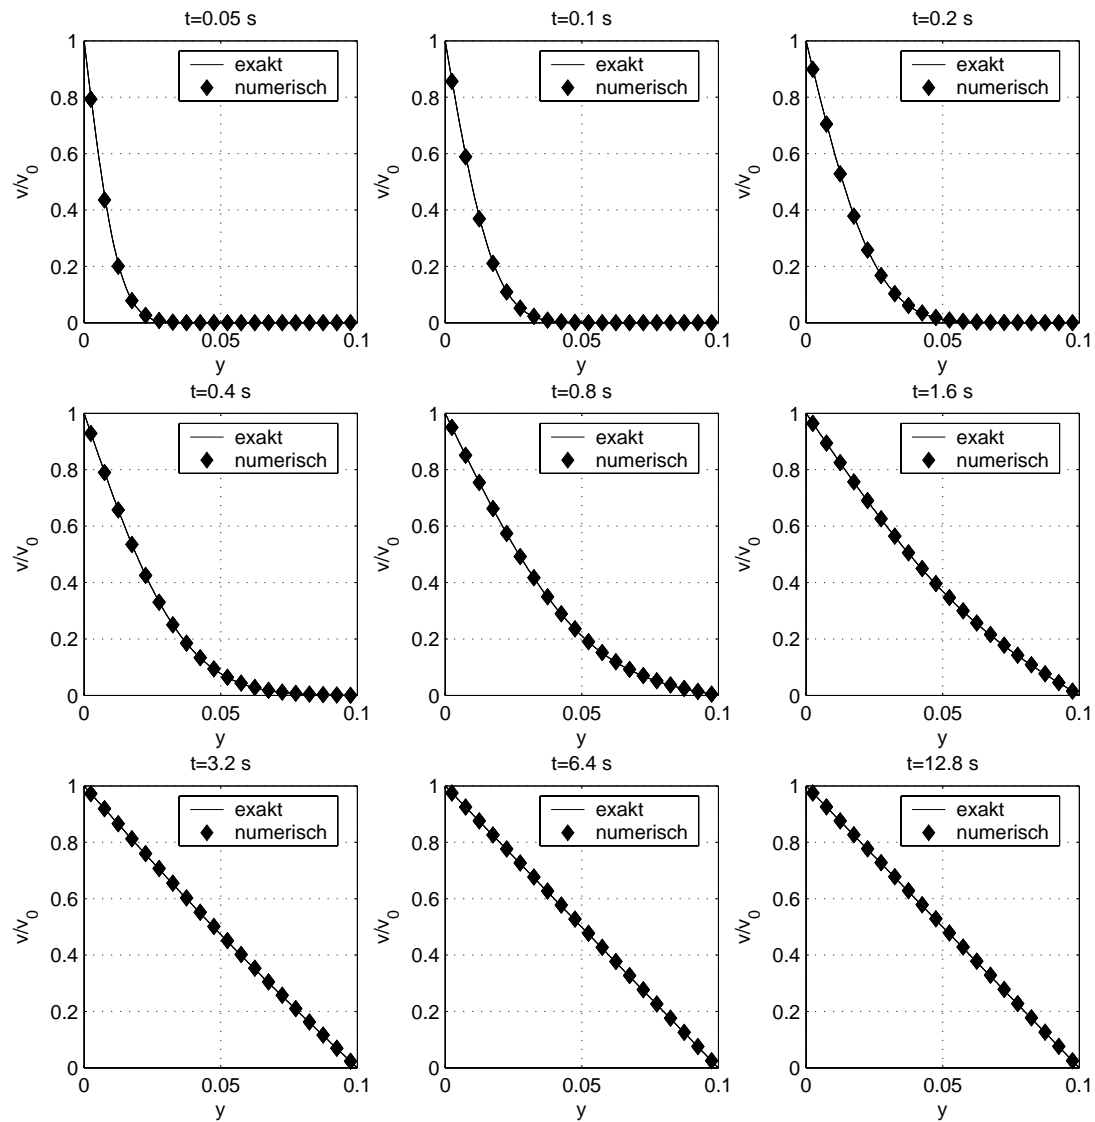 t=0.05 s
1
0.8
0.6
0.4
0.2
0
v/v0
exakt
numerisch
0
0.05
0.1
y
t=0.1 s
1
0.8
0.6
0.4
0.2
0
v/v0
exakt
numerisch
0
0.05
0.1
y
t=0.2 s
1
0.8
0.6
0.4
0.2
0
v/v0
exakt
numerisch
0
0.05
0.1
y
t=0.4 s
1
0.8
0.6
0.4
0.2
0
v/v0
exakt
numerisch
0
0.05
0.1
y
t=0.8 s
1
0.8
0.6
0.4
0.2
0
v/v0
exakt
numerisch
0
0.05
0.1
y
t=1.6 s
1
0.8
0.6
0.4
0.2
0
v/v0
exakt
numerisch
0
0.05
0.1
y
t=3.2 s
1
0.8
0.6
0.4
0.2
0
v/v0
exakt
numerisch
0
0.05
0.1
y
t=6.4 s
1
0.8
0.6
0.4
0.2
0
v/v0
exakt
numerisch
0
0.05
0.1
y
t=12.8 s
1
0.8
0.6
0.4
0.2
0
v/v0
exakt
numerisch
0
0.05
0.1
y